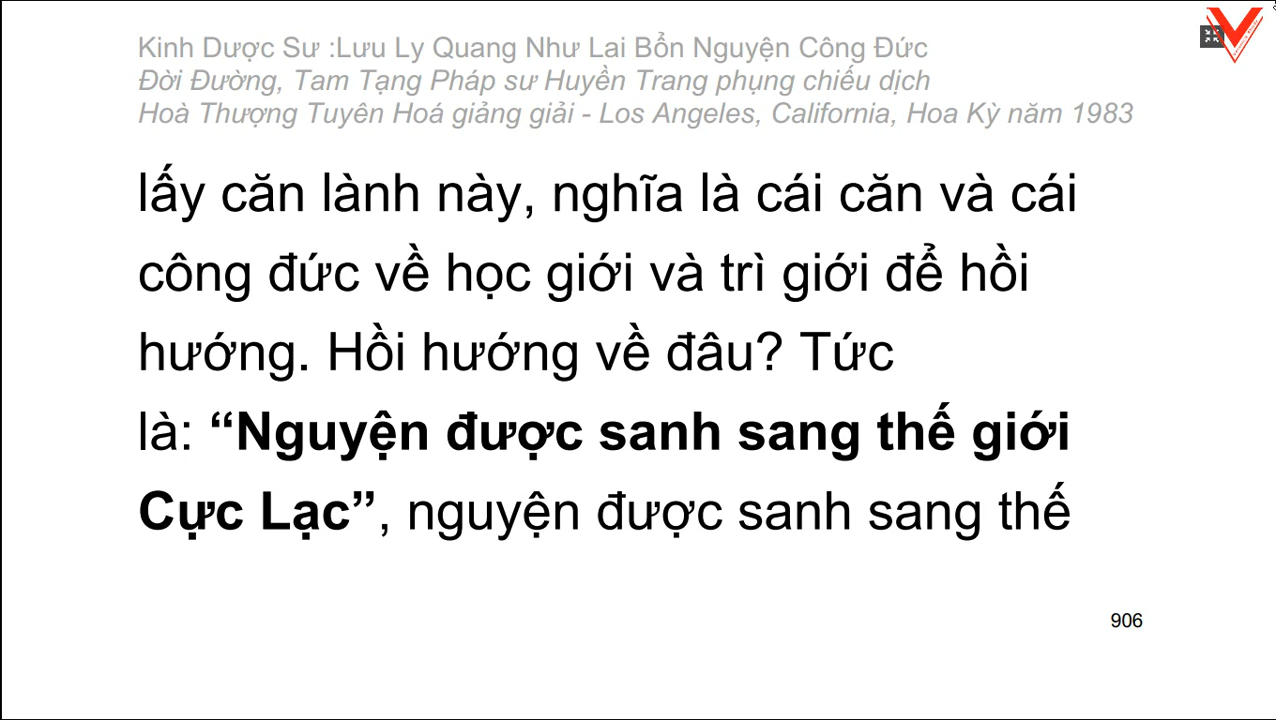 Kinh Dược Sư :Lưu Ly Quang Như Lai Bổn Nguyện Công Đức
Đời Đường, Tam Tạng Pháp sư Huyền Trang phụng chiếu dịch
Hoà Thượng Tuyên Hoá giảng giải - Los Angeles, California, Hoa Kỳ năm 1983
lấy căn lành này, nghĩa là cái căn và cái
công đức về học giới và trì giới để hồi
hướng. Hồi hướng về đâu? Tức
là: “Nguyện được sanh sang thế giới
Cực Lạc”, nguyện được sanh sang thế
906